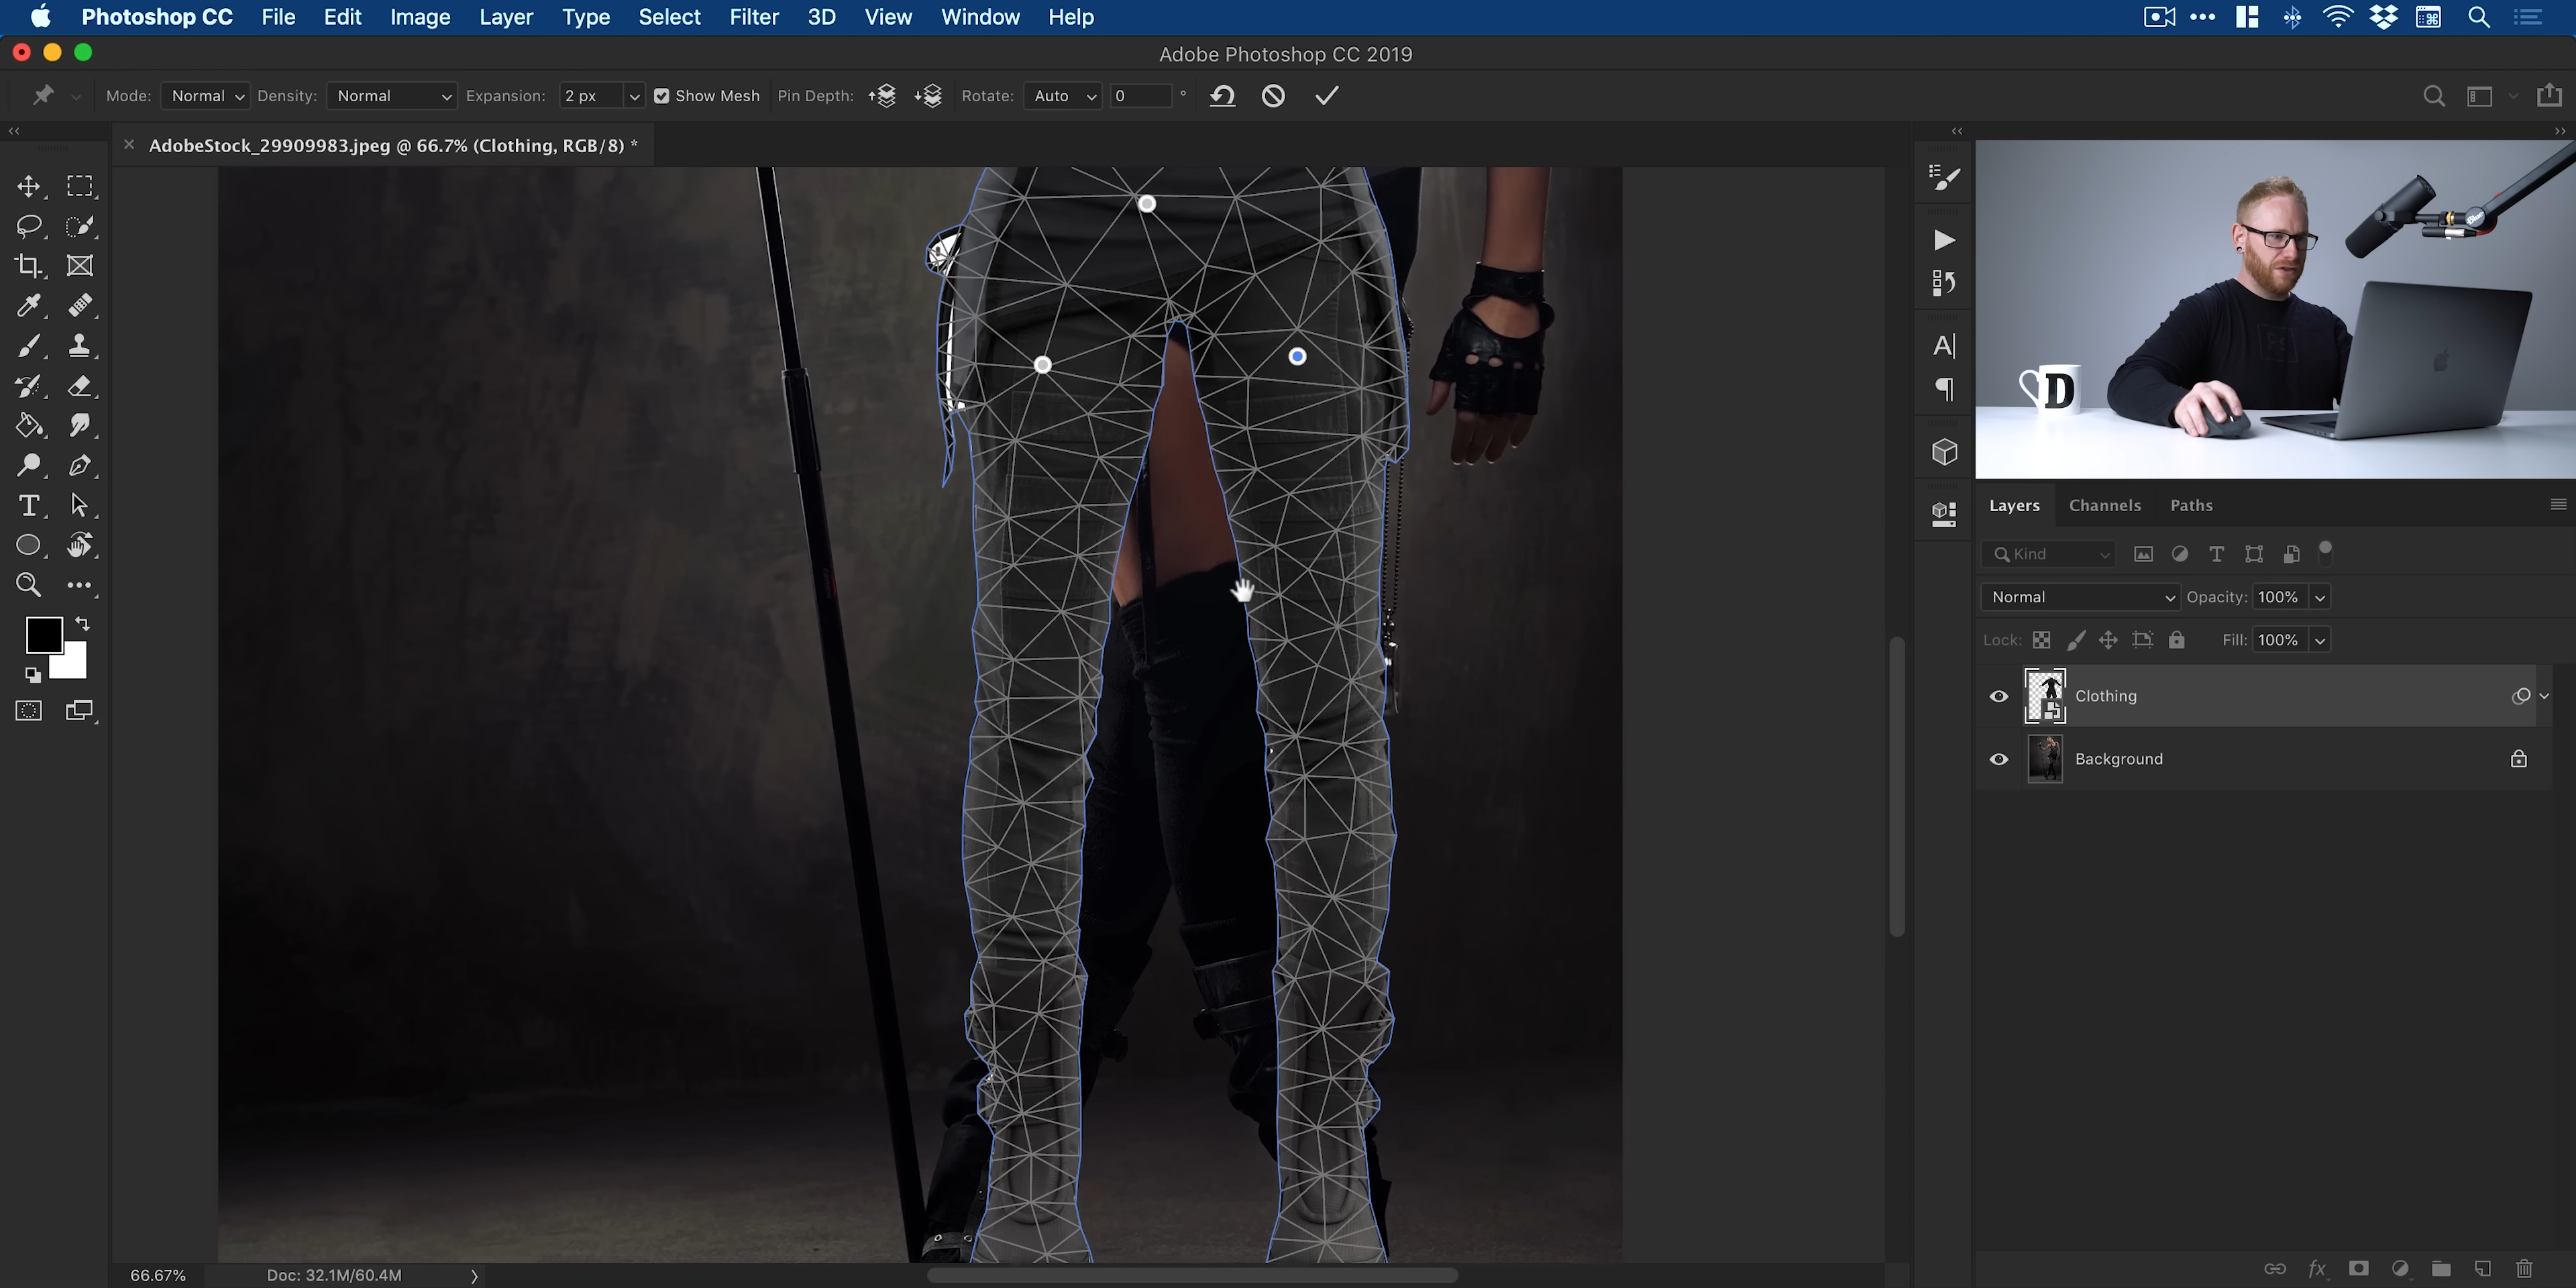 Photoshop CC File Edit Image Layer Type Select Filter 3D View Window Help
Adobe Photoshop CC 2019
Mode: Normal Density: Normal Expansion: 2 px Show Mesh Pin Depth: Rotate: Auto 0 °
AdobeStock_29909983.jpeg @ 66.7% (Clothing, RGB/8) *
D
Layers Channels Paths
Kind
Normal Opacity: 100%
Lock: Fill: 100%
Clothing
Background
66.67% Doc: 32.1M/60.4M